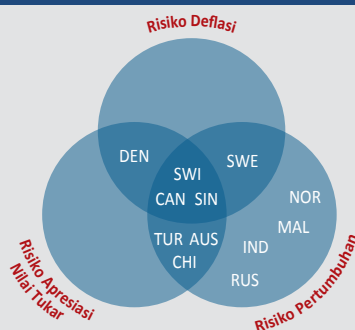 Risiko Deflasi
DEN
SWE
SWI
CAN SIN
NOR
MAL
TUR AUS
IND
CHI
RUS
Risiko Apresiasi
Nilai Tukar
Risiko Pertumbuhan